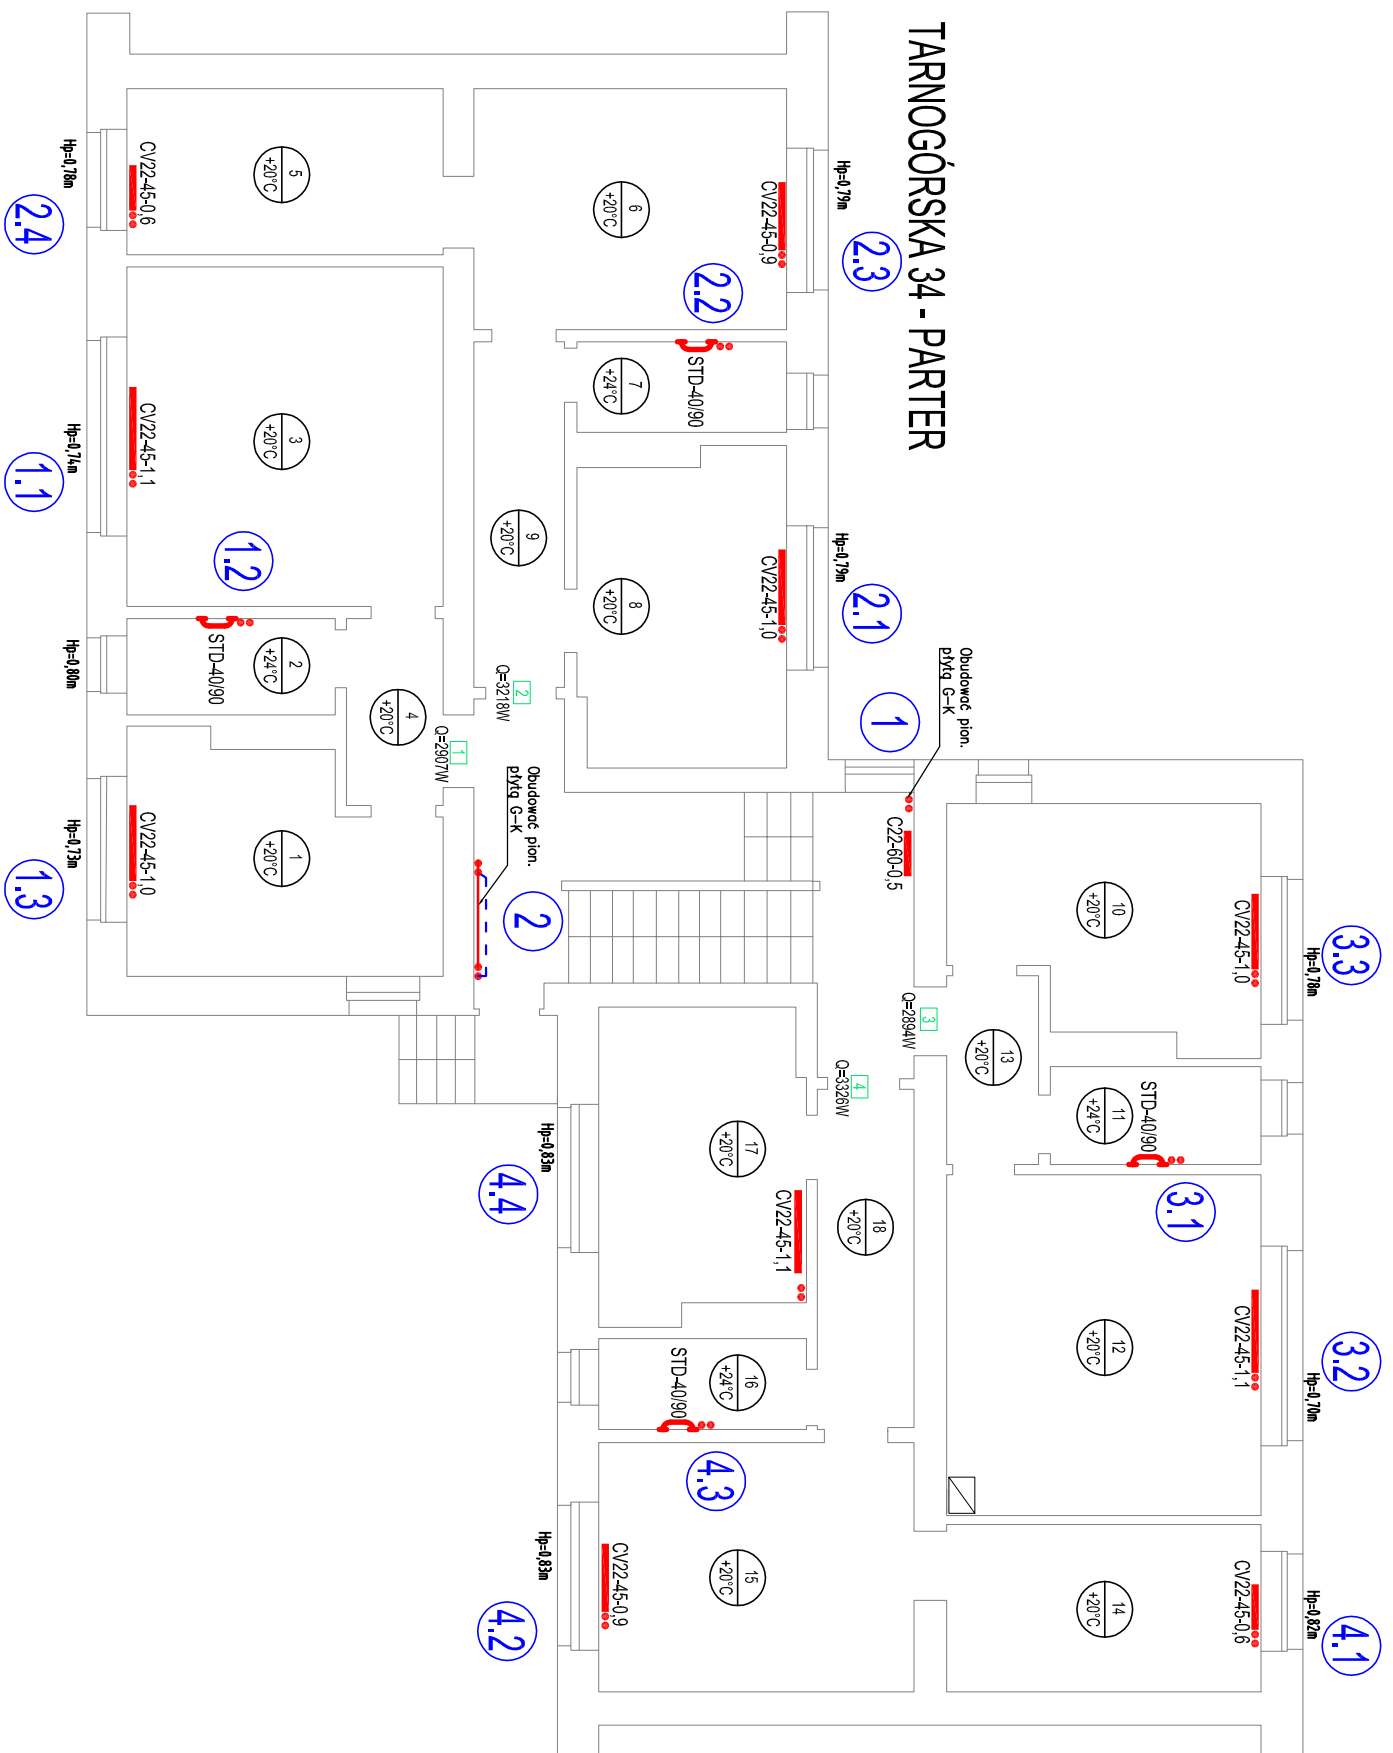 TARNOGÓRSKA 34 - PARTER
Hp=0,78m
2.4
CV22-45-0,6
5
+20°C
6
+20°C
CV22-45-0,9
Hp=0,79m
2.3
2.2
STD-40/90
7
+24°C
Hp=0,74m
1.1
CV22-45-1,1
3
+20°C
9
+20°C
8
+20°C
CV22-45-1,0
Hp=0,79m
2.1
1.2
STD-40/90
2
+24°C
Hp=0,80m
4
+20°C
2
Q=3218W
1
Q=2907W
Obudować pion.
płytą G-K
1
C22-60-0,5
Obudować pion.
płytą G-K
2
Hp=0,73m
1.3
CV22-45-1,0
1
+20°C
10
+20°C
CV22-45-1,0
Hp=0,78m
3.3
3
Q=2894W
13
+20°C
4
Q=3326W
11
+24°C
STD-40/90
3.1
Hp=0,83m
4.4
17
+20°C
CV22-45-1,1
18
+20°C
12
+20°C
CV22-45-1,1
Hp=0,70m
3.2
16
+24°C
STD-40/90
4.3
Hp=0,83m
4.2
CV22-45-0,9
15
+20°C
14
+20°C
CV22-45-0,6
Hp=0,82m
4.1